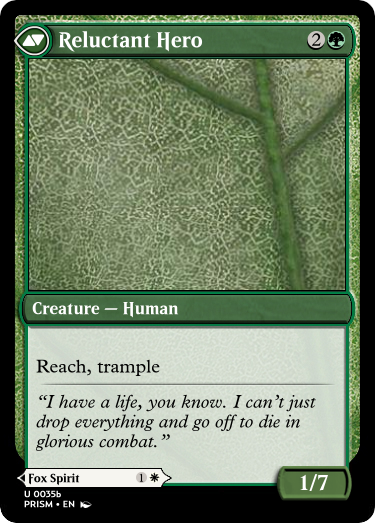 Reluctant Hero 2
Creature — Human
Reach, trample
“I have a life, you know. I can’t just
drop everything and go off to die in
glorious combat.”
Fox Spirit 1
1/7
U 0035b
PRISM • EN